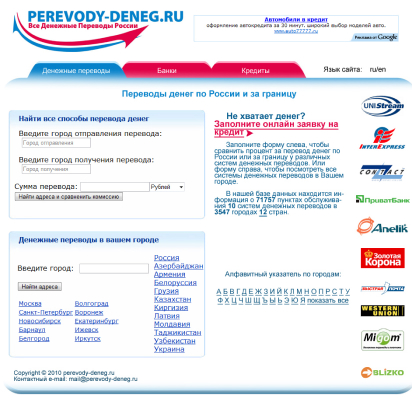 PEREVODY-DENEG.RU
Все Денежные Переводы России
Автомобили в кредит
оформление автокредита за 30 минут. широкий выбор моделей авто.
www.auto77777.ru
Реклама от Google
Денежные переводы
Банки
Кредиты
Язык сайта: ru/en
Переводы денег по России и за границу
Найти все способы перевода денег
Введите город отправления перевода:
Город отправления
Введите город получения перевода:
Город получения
Сумма перевода:
Рублей
Найти адреса и сравнить комиссию
Не хватает денег?
Заполните онлайн заявку на
кредит
Заполните форму слева, чтобы
сравнить процент за перевод денег по
России или за границу у различных
систем денежных переводов. Или
форму справа, чтобы посмотреть все
системы денежных переводов в Вашем
городе.
В нашей базе данных находится ин-
формация о 71757 пунктах обслужива-
ния 10 систем денежных переводов в
3547 городах 12 стран.
Денежные переводы в вашем городе
Введите город:
Найти адреса
Москва
Волгоград
Санкт-Петербург
Воронеж
Новосибирск
Екатеринбург
Барнаул
Ижевск
Белгород
Иркутск
Россия
Азербайджан
Армения
Белоруссия
Грузия
Казахстан
Киргизия
Латвия
Молдавия
Таджикистан
Узбекистан
Украина
Алфавитный указатель по городам:
А Б В Г Д Е Ж З И Й К Л М Н О П Р С Т У
Ф Х Ц Ч Ш Щ Ъ Ы Ь Э Ю Я показать все
UNIStream
INTEREXPRESS
CONTACT
ПриватБанк
Anelik
Золотая
Корона
БЫСТРАЯ ПОЧТА
WESTERN
UNION
Migom
BLIZKO
Copyright © 2010 perevody-deneg.ru
Контактный e-mail: mail@perevody-deneg.ru